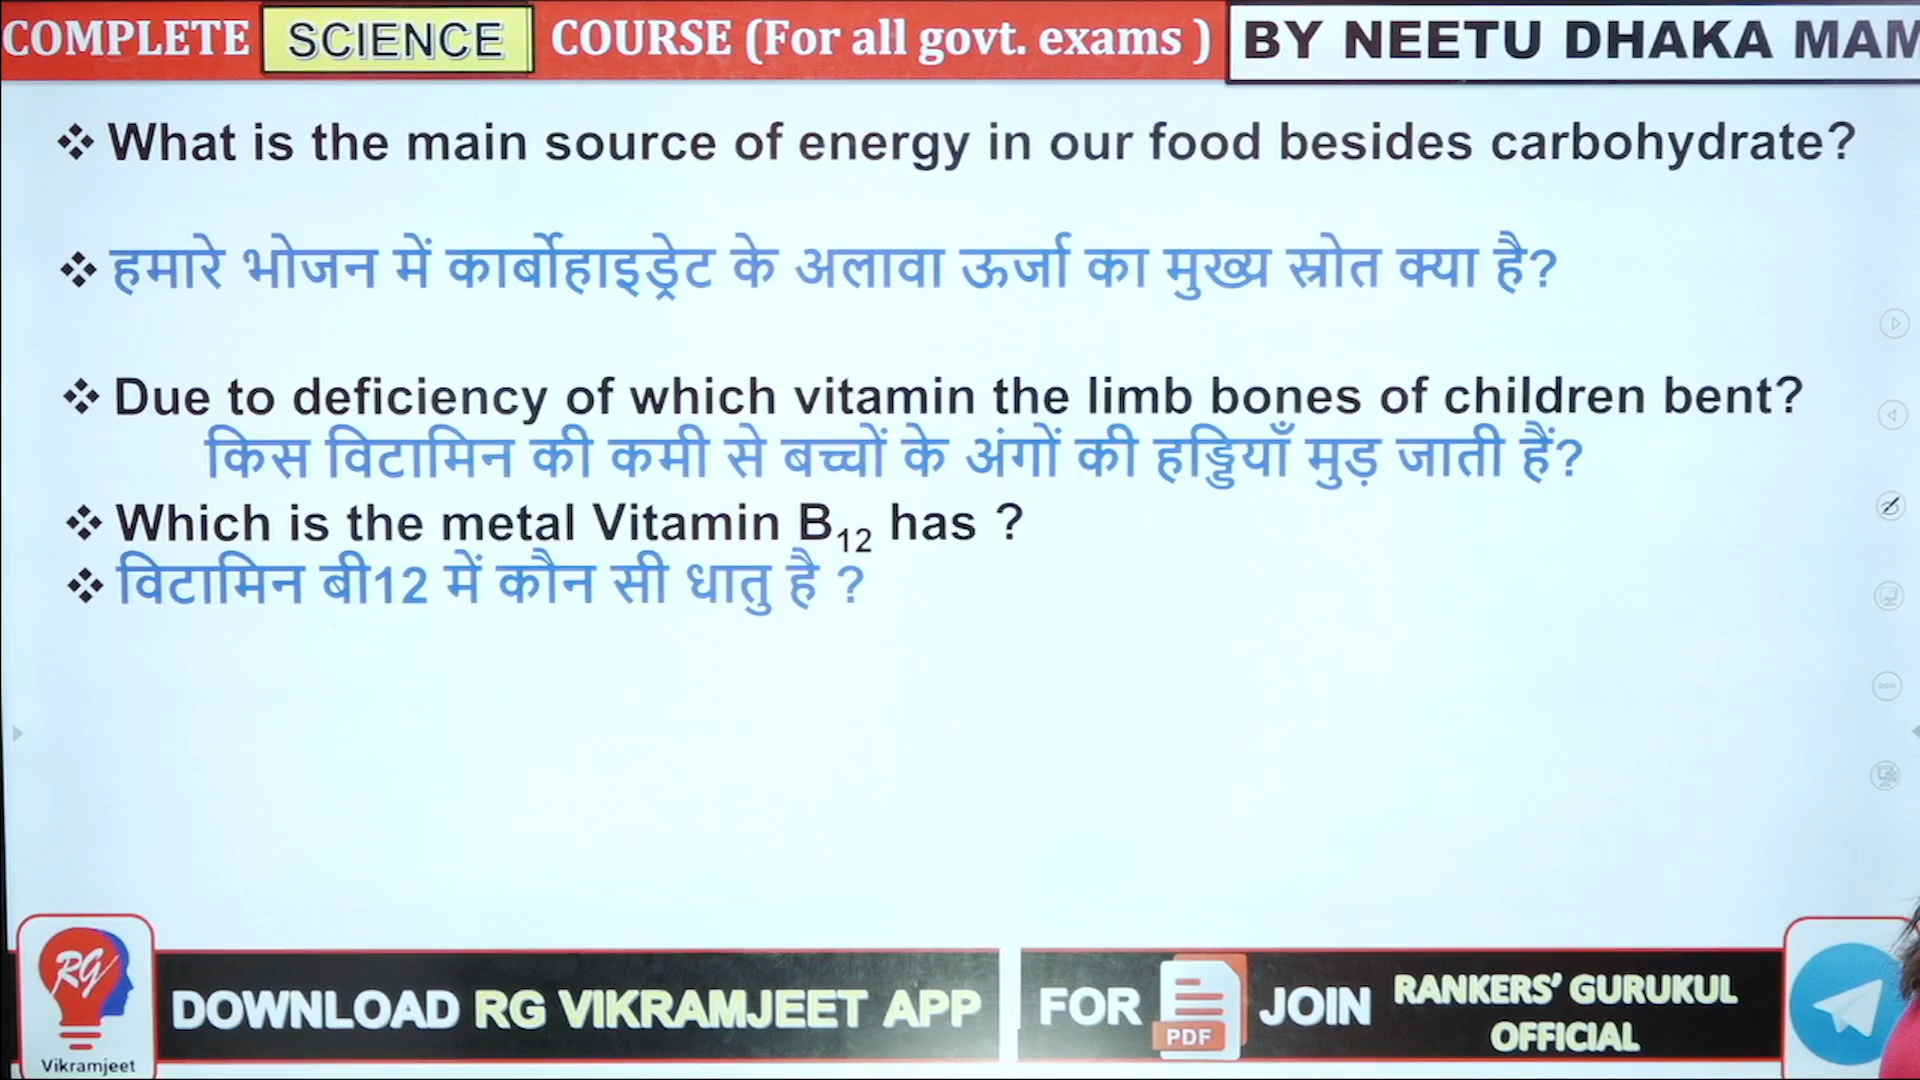 COMPLETE SCIENCE COURSE (For all govt. exams ) BY NEETU DHAKA MAM
❖ What is the main source of energy in our food besides carbohydrate?
❖ हमारे भोजन में कार्बोहाइड्रेट के अलावा ऊर्जा का मुख्य स्रोत क्या है?
❖ Due to deficiency of which vitamin the limb bones of children bent?
किस विटामिन की कमी से बच्चों के अंगों की हड्डियाँ मुड़ जाती हैं?
❖ Which is the metal Vitamin B₁₂ has ?
❖ विटामिन बी12 में कौन सी धातु है ?
RG
Vikramjeet
DOWNLOAD RG VIKRAMJEET APP
FOR PDF JOIN RANKERS' GURUKUL
OFFICIAL